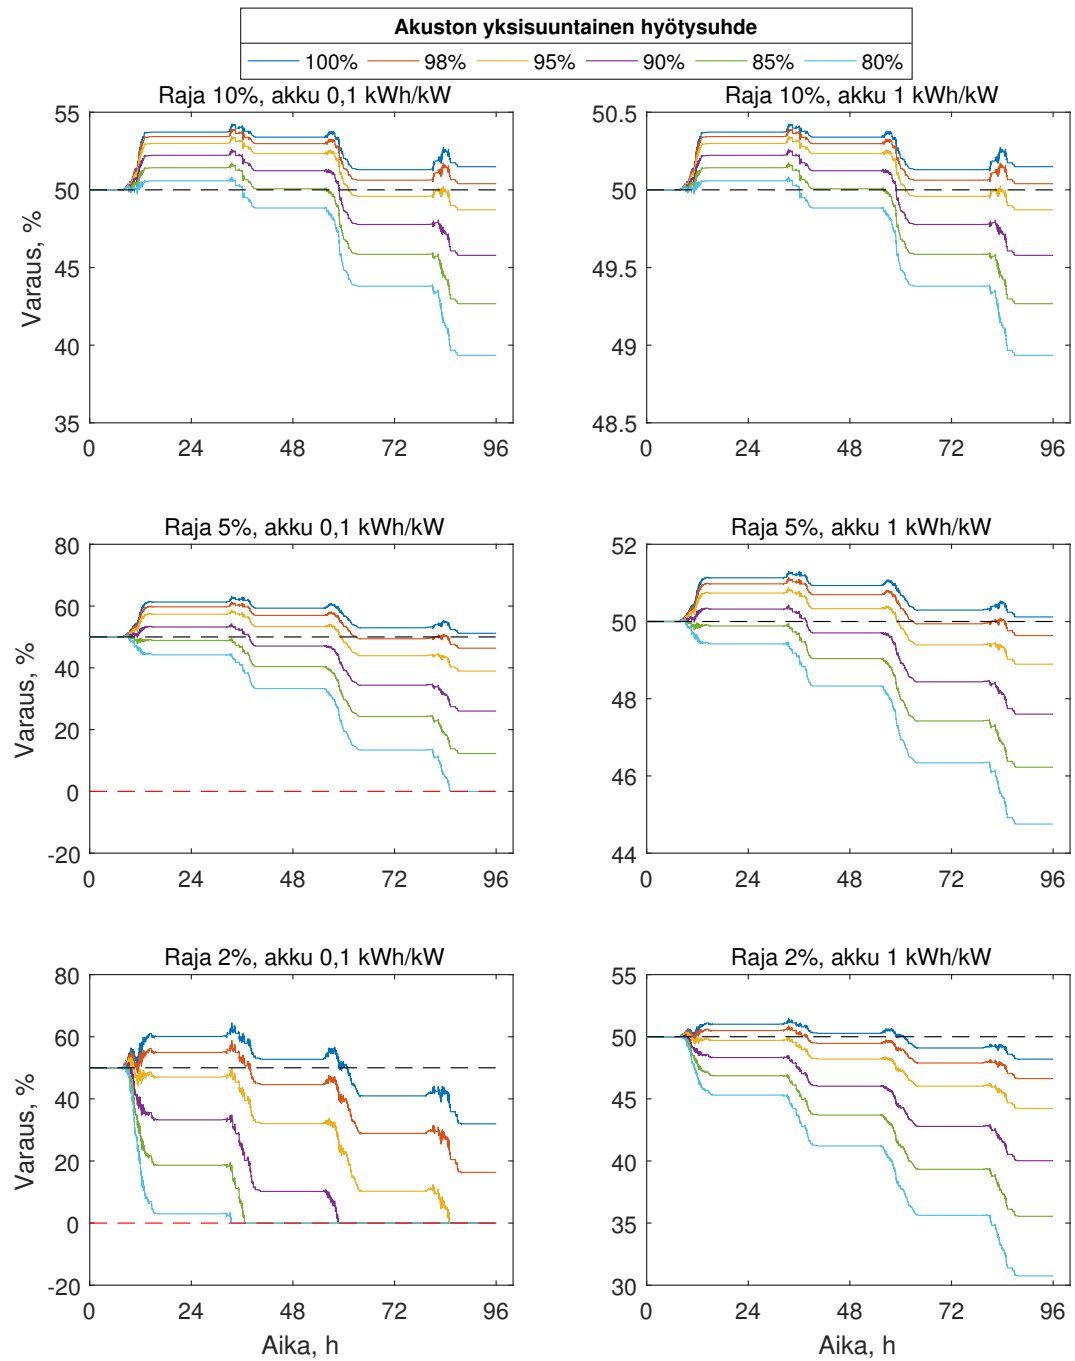 Akuston yksisuuntainen hyötysuhde
100% 98% 95% 90% 85% 80%
Raja 10%, akku 0,1 kWh/kW
55
50
45
40
35
0 24 48 72 96
Varaus, %
Raja 10%, akku 1 kWh/kW
50.5
50
49.5
49
48.5
0 24 48 72 96
Raja 5%, akku 0,1 kWh/kW
80
60
40
20
0
-20
0 24 48 72 96
Varaus, %
Raja 5%, akku 1 kWh/kW
52
50
48
46
44
0 24 48 72 96
Raja 2%, akku 0,1 kWh/kW
80
60
40
20
0
-20
0 24 48 72 96
Varaus, %
Aika, h
Raja 2%, akku 1 kWh/kW
55
50
45
40
35
30
0 24 48 72 96
Aika, h